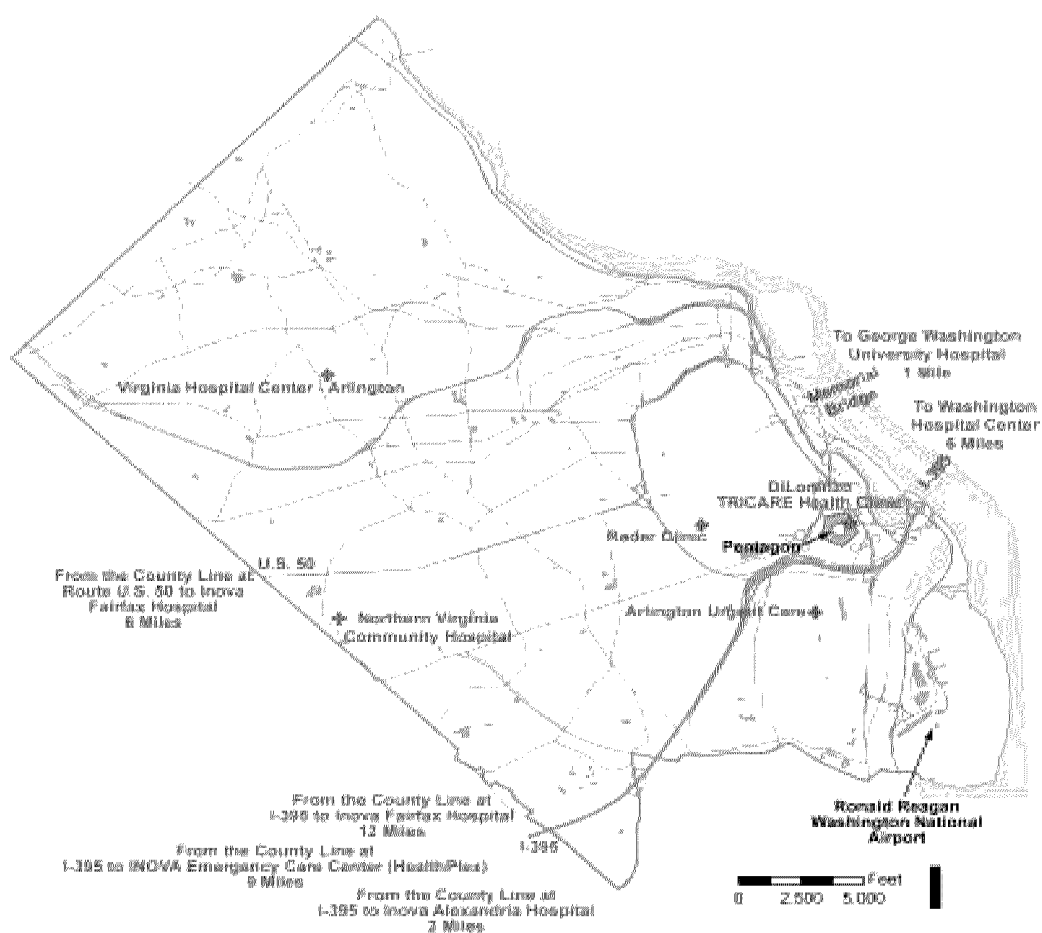 To George Washington
University Hospital
1 Mile
Memorial
Bridge
To Washington
Hospital Center
6 Miles
Virginia Hospital Center Arlington
DiLorenzo
TRICARE Health Clinic
Rader Clinic
Pentagon
U.S. 50
From the County Line at
Route U.S. 50 to Inova
Fairfax Hospital
6 Miles
Northern Virginia
Community Hospital
Arlington Urgent Care
Ronald Reagan
Washington National
Airport
From the County Line at
I-395 to Inova Fairfax Hospital
12 Miles
I-395
From the County Line at
I-395 to INOVA Emergency Care Center (HealthPlex)
9 Miles
From the County Line at
I-395 to Inova Alexandria Hospital
Miles
Feet
0 2,500 5,000